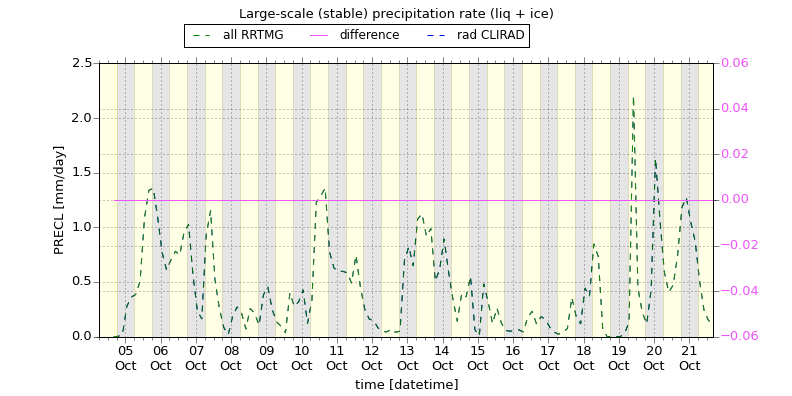 Large-scale (stable) precipitation rate (liq + ice)
all RRTMG difference rad CLIRAD
2.5 0.06
2.0 0.04
0.02
1.5
0.00
1.0
−0.02
0.5
−0.04
0.0 −0.06
PRECL [mm/day]
05 06 07 08 09 10 11 12 13 14 15 16 17 18 19 20 21
Oct Oct Oct Oct Oct Oct Oct Oct Oct Oct Oct Oct Oct Oct Oct Oct Oct
time [datetime]